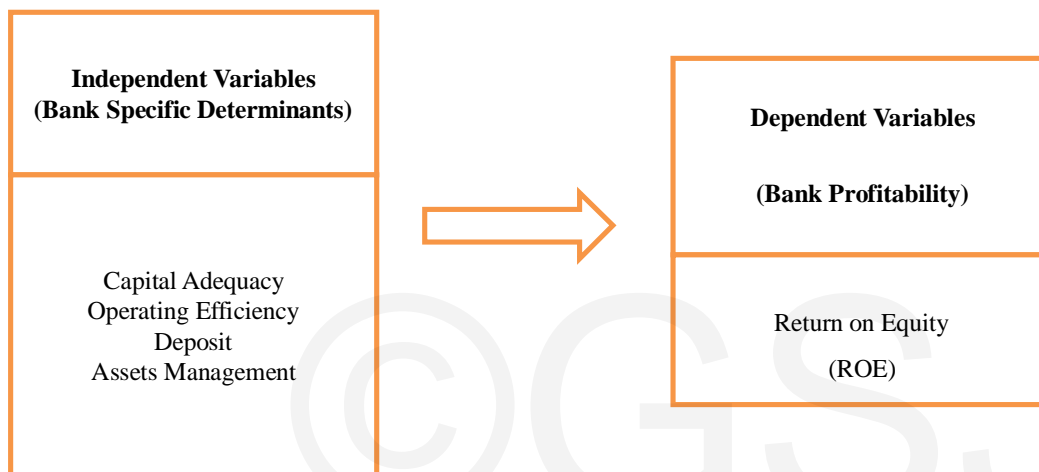 Independent Variables
(Bank Specific Determinants)
Capital Adequacy
Operating Efficiency
Deposit
Assets Management
Dependent Variables
(Bank Profitability)
Return on Equity
(ROE)
©GS.